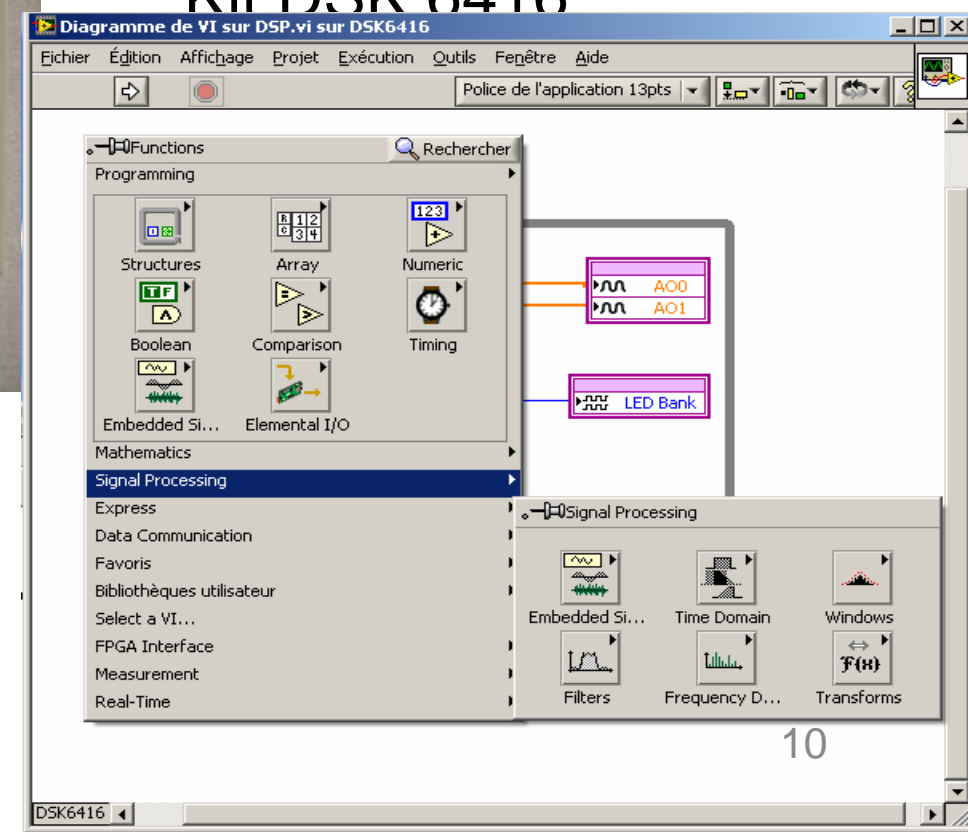 Kit DSK 6416
Diagramme de VI sur DSP.vi sur DSK6416
Fichier Édition Affichage Projet Exécution Outils Fenêtre Aide
Police de l'application 13pts
Functions Rechercher
Programming
Structures Array Numeric
Boolean Comparison Timing
Embedded Si... Elemental I/O
Mathematics
Signal Processing
Express
Data Communication
Favoris
Bibliothèques utilisateur
Select a VI...
FPGA Interface
Measurement
Real-Time
AO0
AO1
LED Bank
Signal Processing
Embedded Si... Time Domain Windows
Filters Frequency D... Transforms
10
DSK6416